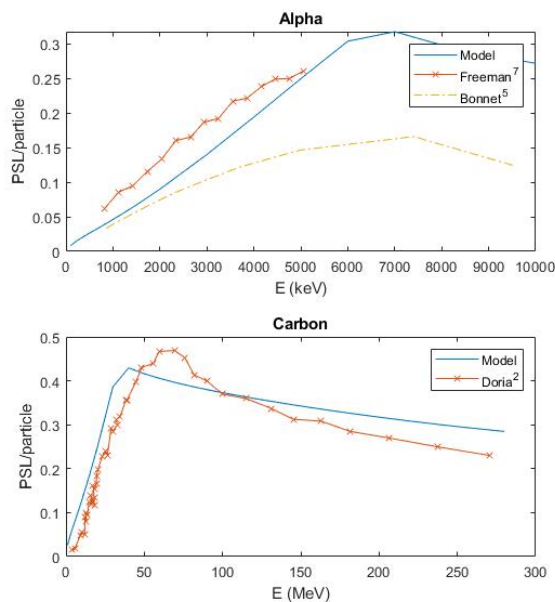 Alpha
0.3
0.25
0.2
0.15
0.1
0.05
0
PSL/particle
Model
Freeman⁷
Bonnet⁵
0 1000 2000 3000 4000 5000 6000 7000 8000 9000 10000
E (keV)
Carbon
0.5
0.4
0.3
0.2
0.1
0
PSL/particle
Model
Doria²
0 50 100 150 200 250 300
E (MeV)